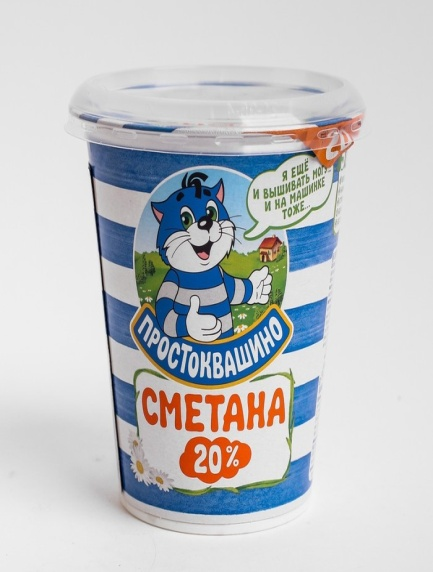 Я ЕЩЁ
И ВЫШИВАТЬ МОГУ...
И НА МАШИНКЕ
ТОЖЕ...
ПРОСТОКВАШИНО
СМЕТАНА
20%